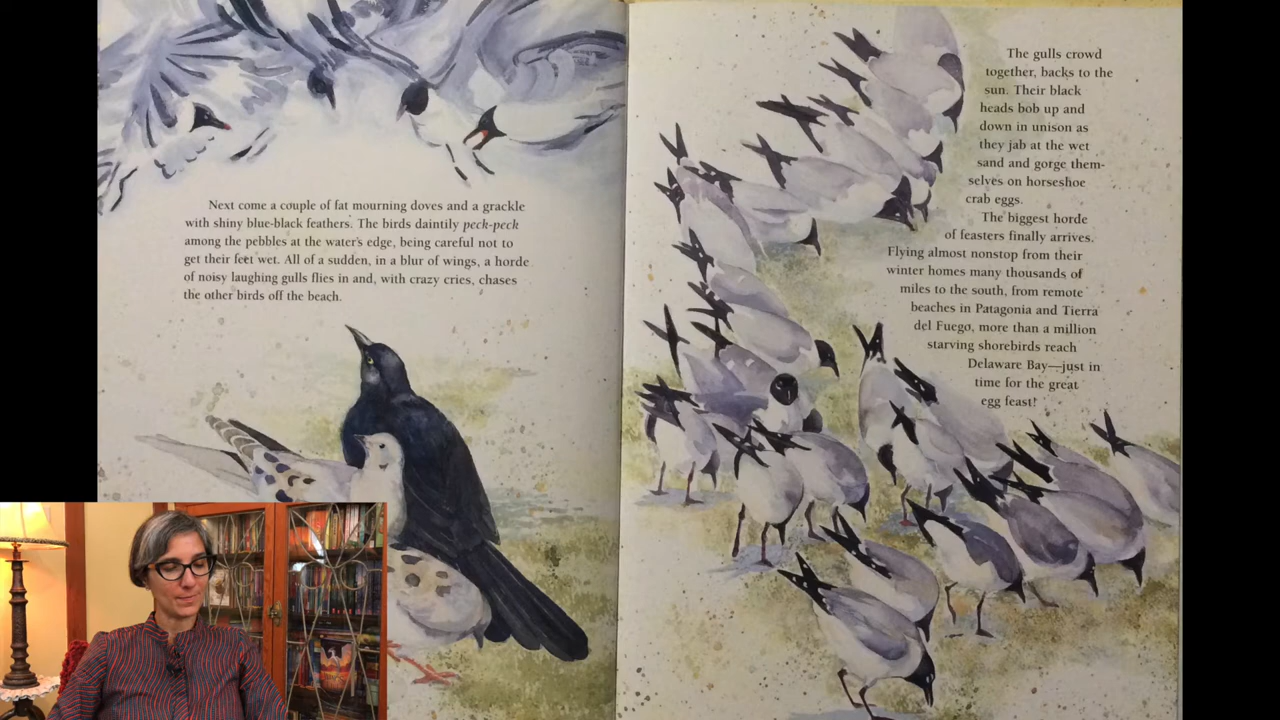 Next come a couple of fat mourning doves and a grackle
with shiny blue-black feathers. The birds daintily peck-peck
among the pebbles at the water's edge, being careful not to
get their feet wet. All of a sudden, in a blur of wings, a horde
of noisy laughing gulls flies in and, with crazy cries, chases
the other birds off the beach.
The gulls crowd
together, backs to the
sun. Their black
heads bob up and
down in unison as
they jab at the wet
sand and gorge them-
selves on horseshoe
crab eggs.
The biggest horde
of feasters finally arrives.
Flying almost nonstop from their
winter homes many thousands of
miles to the south, from remote
beaches in Patagonia and Tierra
del Fuego, more than a million
starving shorebirds reach
Delaware Bay—just in
time for the great
egg feast!